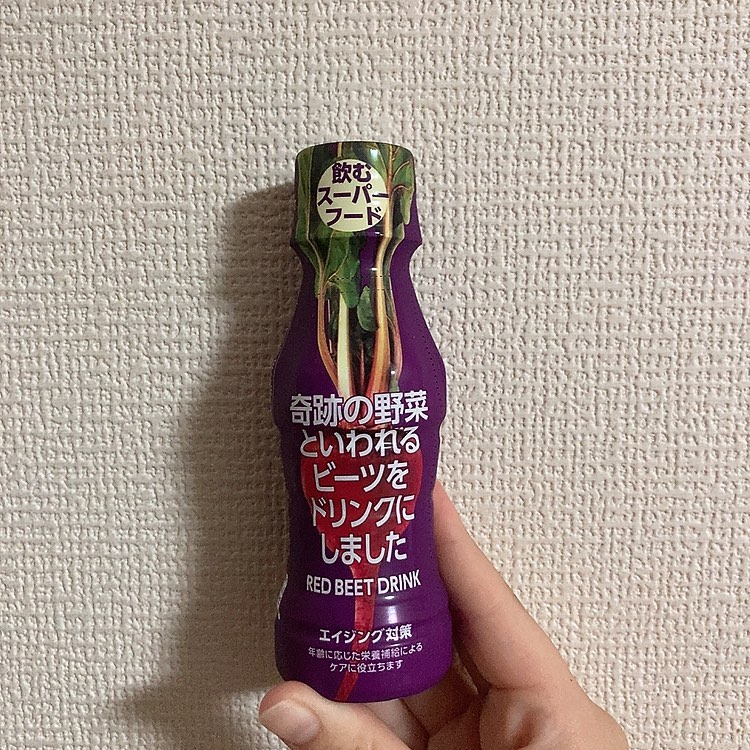 飲む
スーパー
フード
奇跡の野菜
といわれる
ビーツを
ドリンクに
しました
RED BEET DRINK
エイジング対策
年齢に応じた栄養補給による
ケアに役立ちます